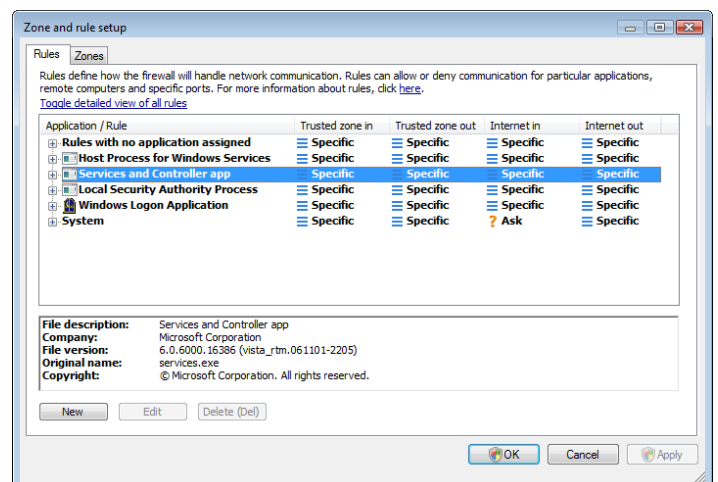 Zone and rule setup
Rules Zones
Rules define how the firewall will handle network communication. Rules can allow or deny communication for particular applications,
remote computers and specific ports. For more information about rules, click here.
Toggle detailed view of all rules
Application / Rule Trusted zone in Trusted zone out Internet in Internet out
Rules with no application assigned Specific Specific Specific Specific
Host Process for Windows Services Specific Specific Specific Specific
Services and Controller app Specific Specific Specific Specific
Local Security Authority Process Specific Specific Specific Specific
Windows Logon Application Specific Specific Specific Specific
System Specific Specific ? Ask Specific
File description: Services and Controller app
Company: Microsoft Corporation
File version: 6.0.6000.16386 (vista_rtm.061101-2205)
Original name: services.exe
Copyright: © Microsoft Corporation. All rights reserved.
New Edit Delete (Del)
OK Cancel Apply